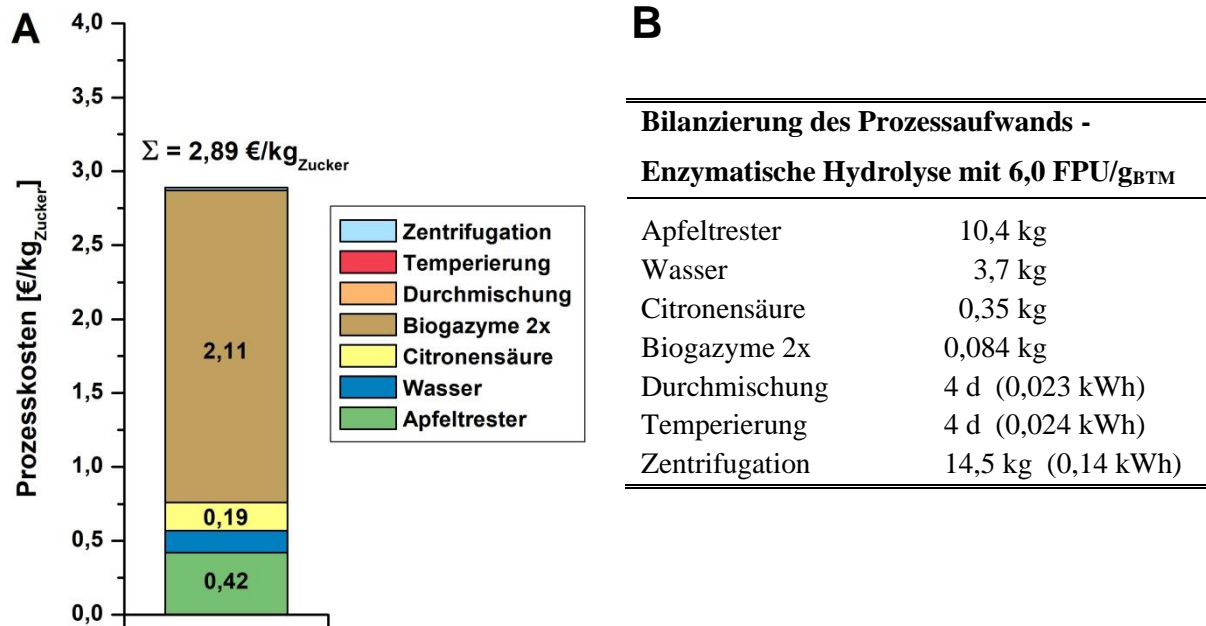 A
Prozesskosten [€/kg Zucker]
4,0
3,5
3,0
2,5
2,0
1,5
1,0
0,5
0,0
Σ = 2,89 €/kg Zucker
2,11
0,19
0,42
Zentrifugation
Temperierung
Durchmischung
Biogazyme 2x
Citronensäure
Wasser
Apfeltrester
B
Bilanzierung des Prozessaufwands -
Enzymatische Hydrolyse mit 6,0 FPU/gBTM
Apfeltrester 10,4 kg
Wasser 3,7 kg
Citronensäure 0,35 kg
Biogazyme 2x 0,084 kg
Durchmischung 4 d (0,023 kWh)
Temperierung 4 d (0,024 kWh)
Zentrifugation 14,5 kg (0,14 kWh)